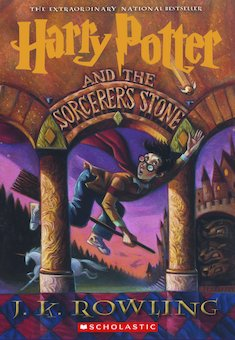 THE EXTRAORDINARY NATIONAL BESTSELLER
Harry Potter
AND THE
SORCERER'S STONE
J. K. ROWLING
SCHOLASTIC